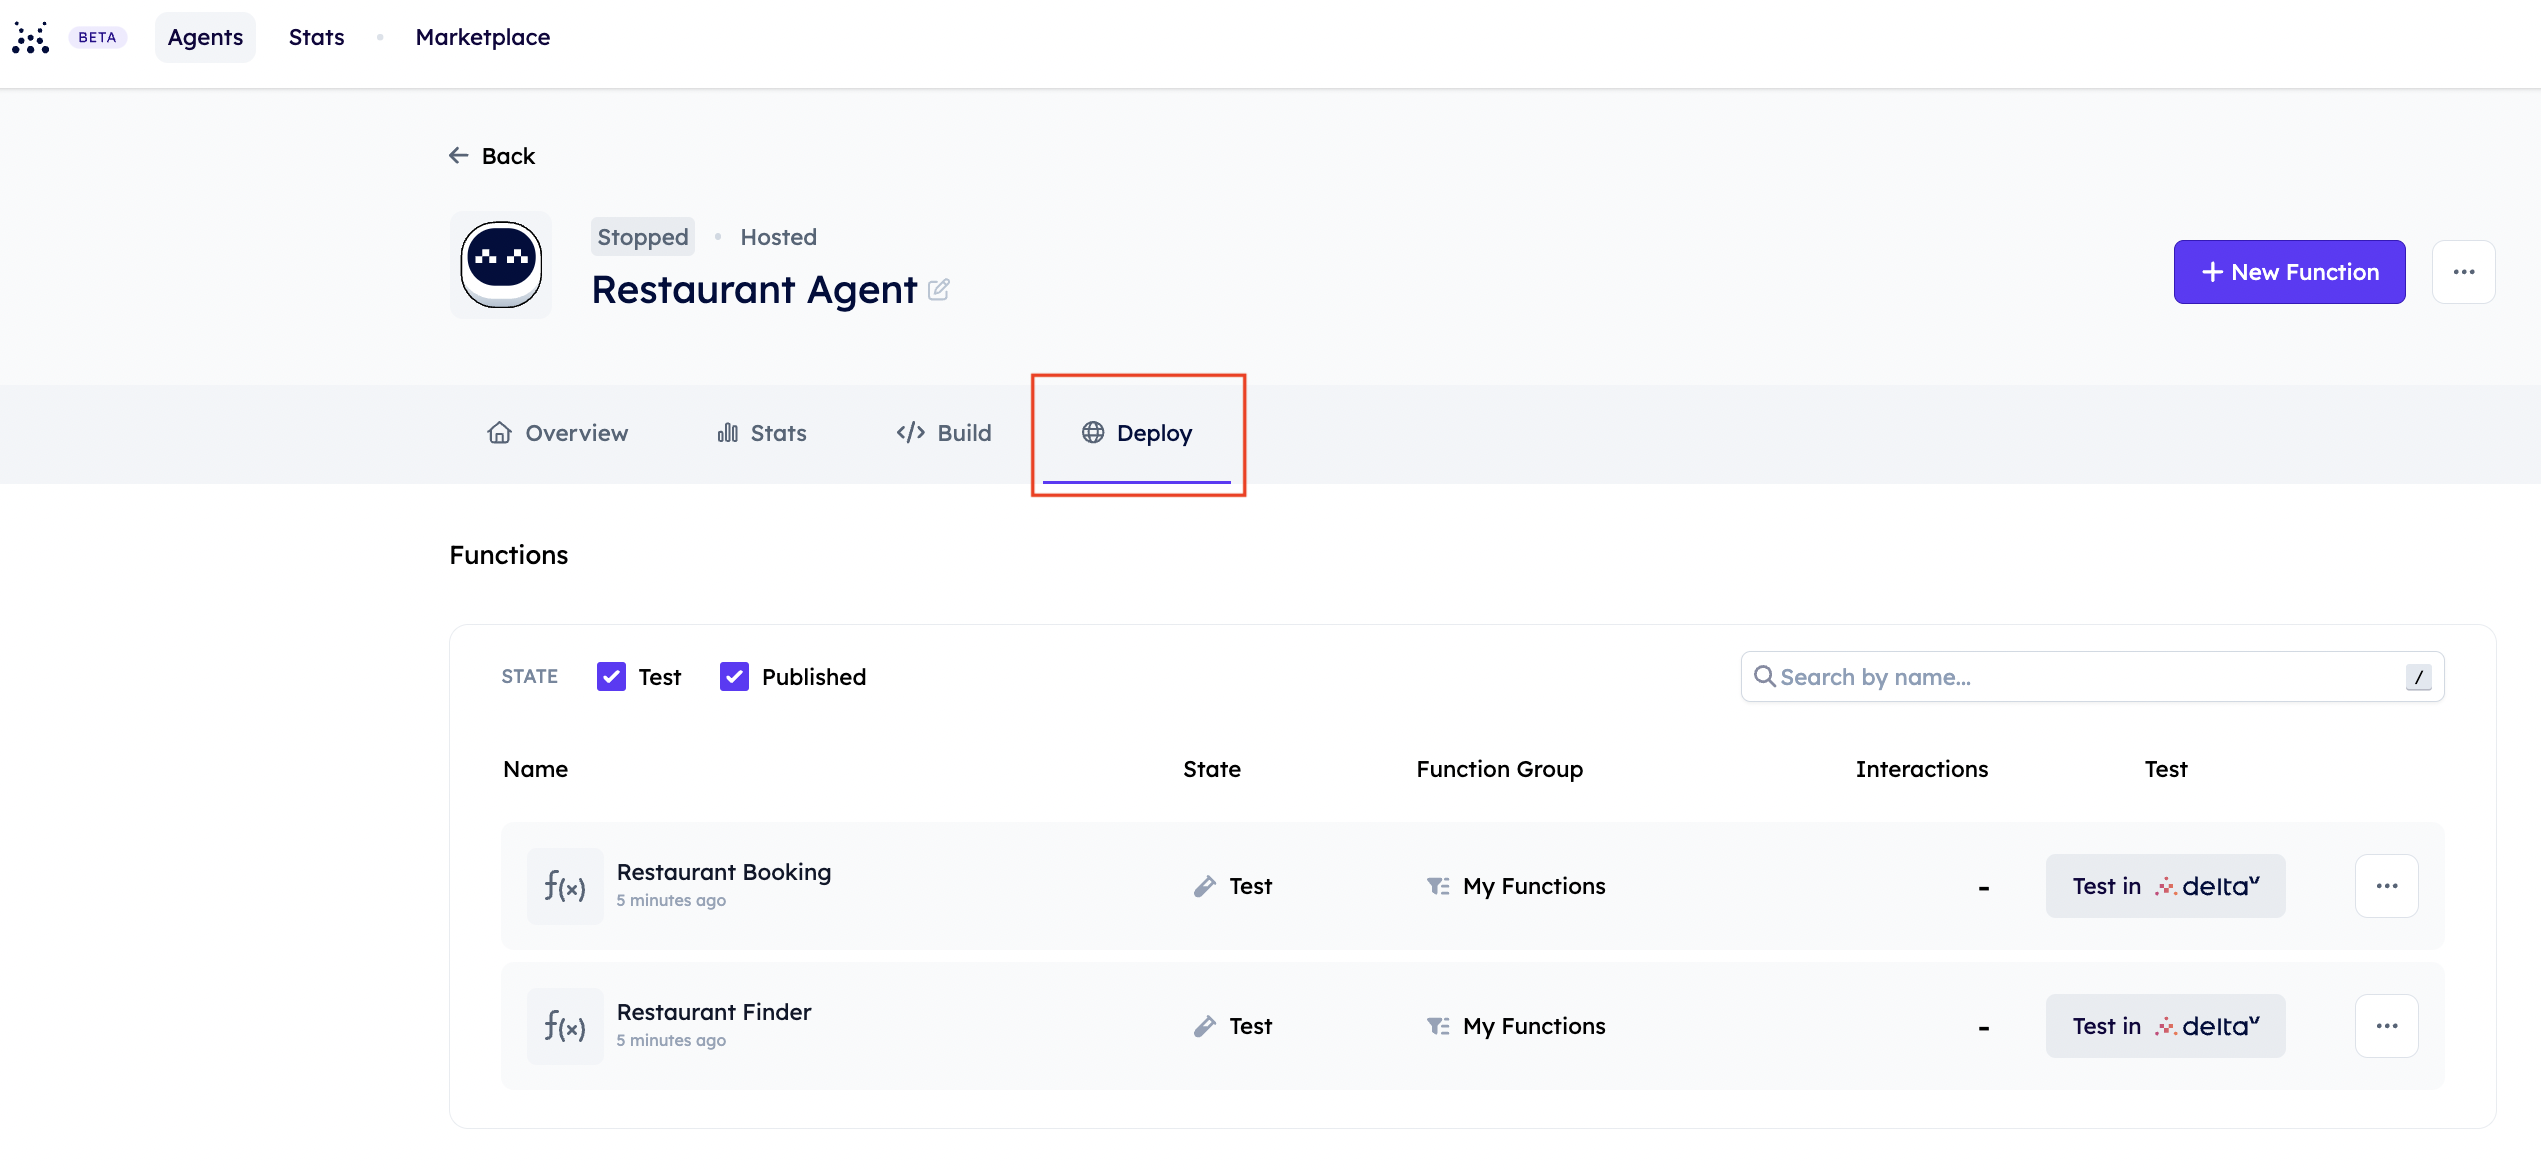 BETA Agents Stats Marketplace
Back
Stopped • Hosted
Restaurant Agent
+ New Function
Overview Stats Build Deploy
Functions
STATE Test Published Search by name... /
Name State Function Group Interactions Test
f(x) Restaurant Booking Test My Functions - Test in deltaV
5 minutes ago
f(x) Restaurant Finder Test My Functions - Test in deltaV
5 minutes ago